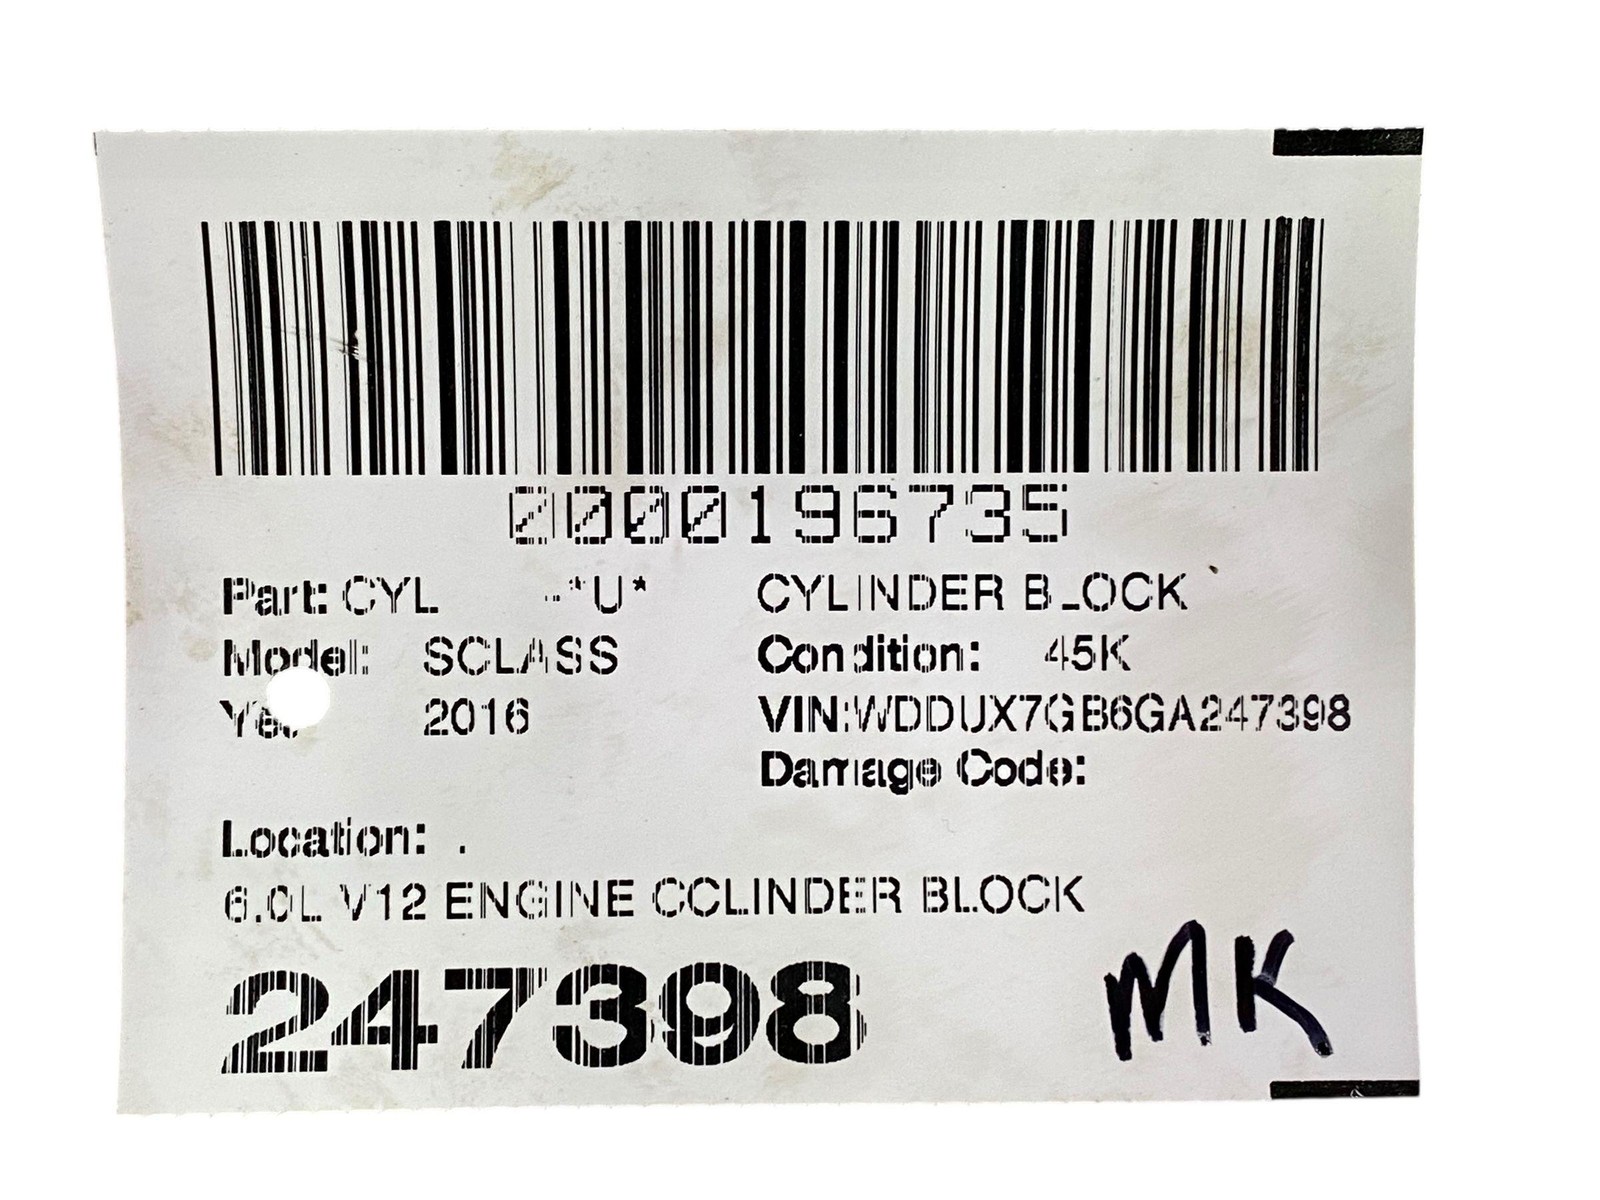 0000196735
Part: CYL -*U* CYLINDER BLOCK
Model: SCLASS Condition: 45K
2016 VIN:WDDUX7GB6GA247398
Damage Code:
Location: .
6.0L V12 ENGINE CCLINDER BLOCK
247398
MK